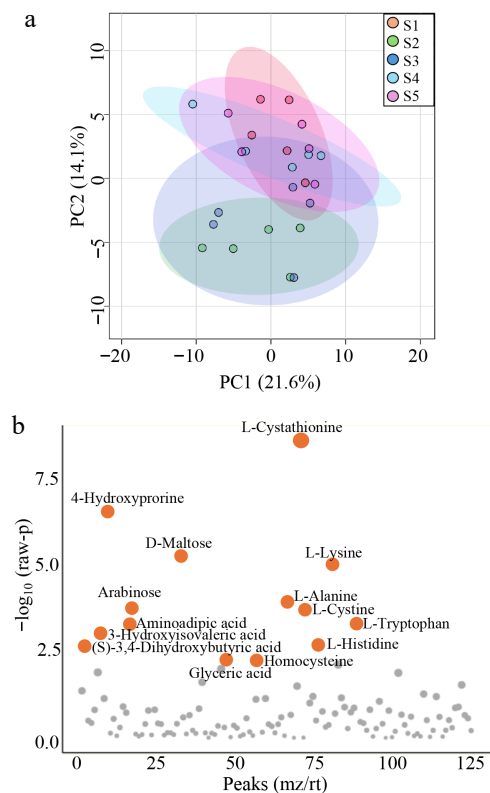 a
S1
S2
S3
S4
S5
10
5
0
−5
−10
PC2 (14.1%)
−20
−10
0
10
20
PC1 (21.6%)
b
L-Cystathionine
7.5
4-Hydroxyprorine
D-Maltose
5.0
L-Lysine
−log10 (raw-p)
Arabinose
L-Alanine
L-Cystine
Aminoadipic acid
L-Tryptophan
3-Hydroxyisovaleric acid
(S)-3,4-Dihydroxybutyric acid
L-Histidine
2.5
Homocysteine
Glyceric acid
0.0
0
25
50
75
100
125
Peaks (mz/rt)